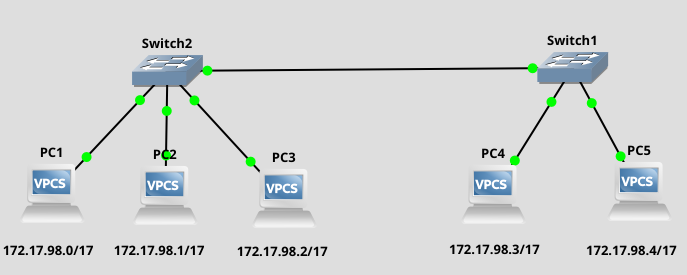 Switch2
Switch1
PC1
PC2
PC3
PC4
PC5
VPCS
VPCS
VPCS
VPCS
VPCS
172.17.98.0/17
172.17.98.1/17
172.17.98.2/17
172.17.98.3/17
172.17.98.4/17